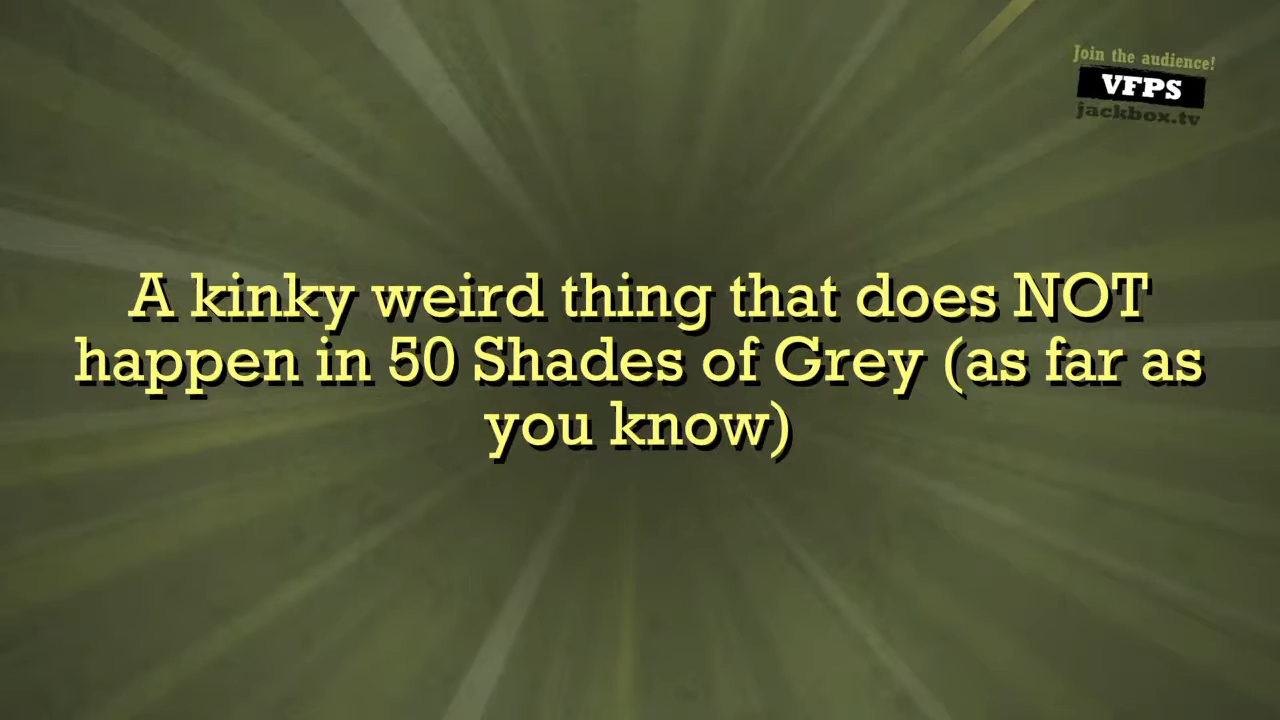 Join the audience!
VFPS
jackbox.tv
A kinky weird thing that does NOT
happen in 50 Shades of Grey (as far as
you know)